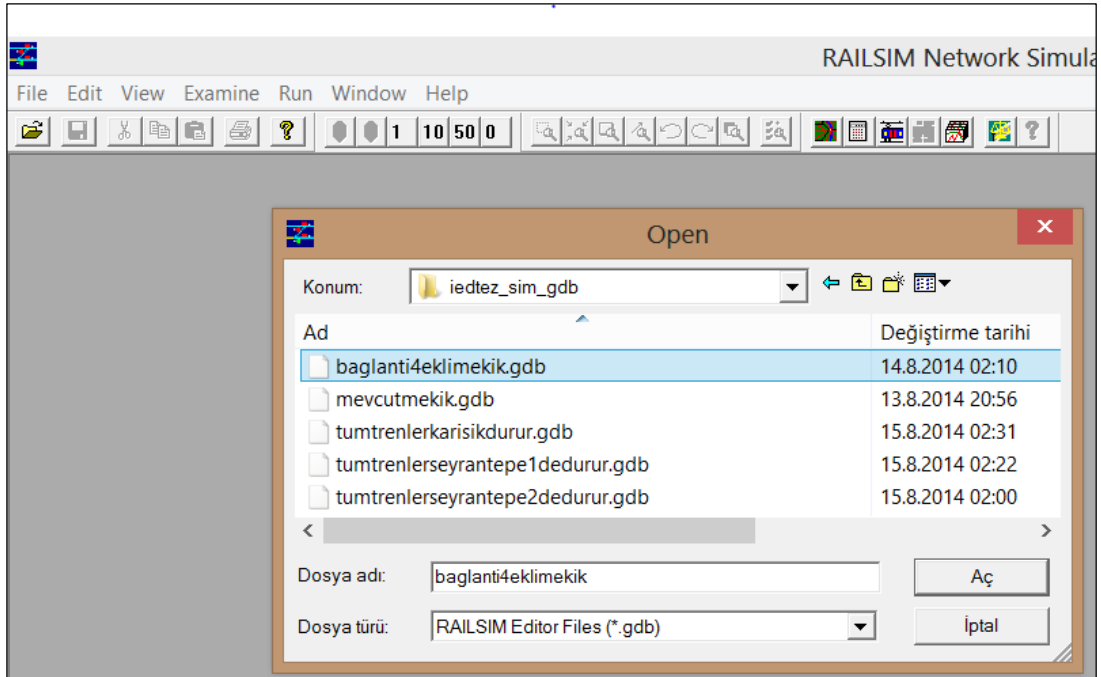 RAILSIM Network Simula
File Edit View Examine Run Window Help
1 10 50 0
Open
Konum: iedtez_sim_gdb
Ad Değiştirme tarihi
baglanti4eklimekik.gdb 14.8.2014 02:10
mevcutmekik.gdb 13.8.2014 20:56
tumtrenlerkarisikdurur.gdb 15.8.2014 02:31
tumtrenlerseyrantepe1dedurur.gdb 15.8.2014 02:22
tumtrenlerseyrantepe2dedurur.gdb 15.8.2014 02:00
Dosya adı: baglanti4eklimekik Aç
Dosya türü: RAILSIM Editor Files (*.gdb) İptal